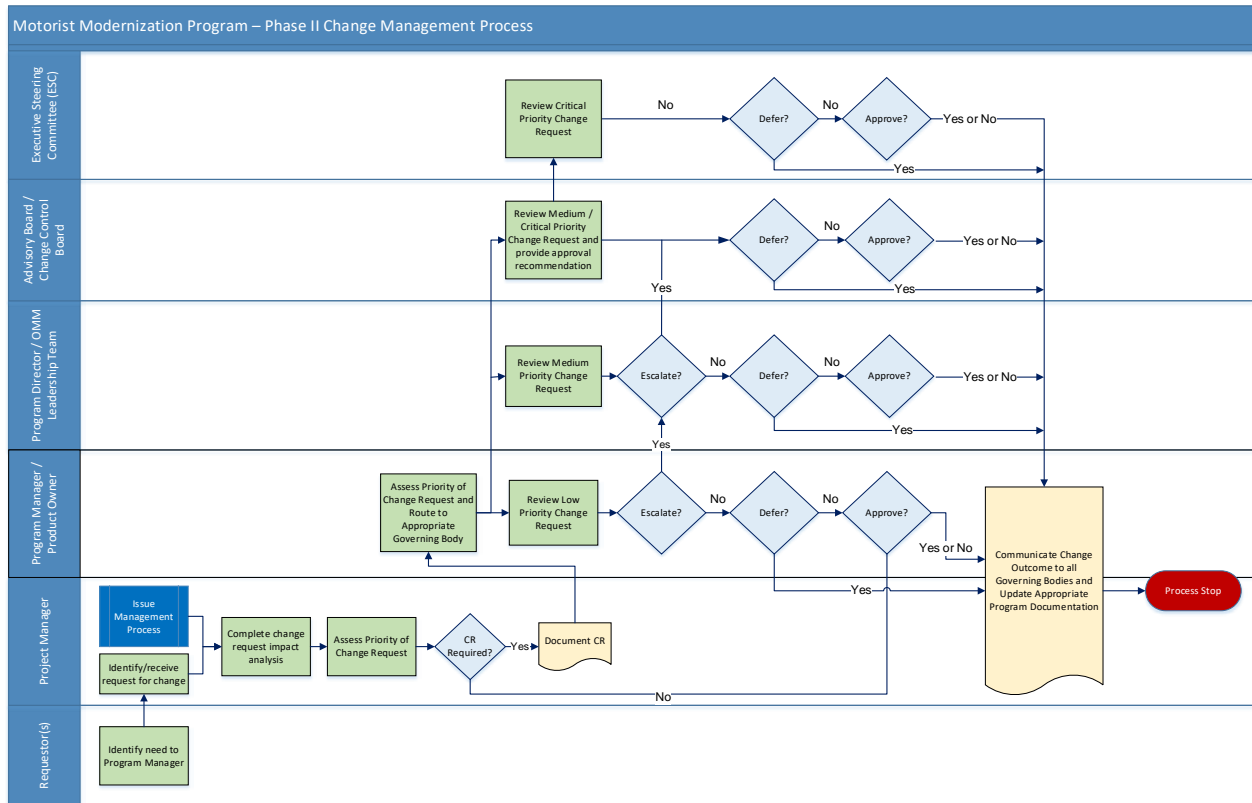 Motorist Modernization Program – Phase II Change Management Process
Executive Steering
Committee (ESC)
Review Critical
Priority Change
Request
No
Defer?
No
Approve?
Yes or No
Yes
Advisory Board /
Change Control
Board
Review Medium /
Critical Priority
Change Request and
provide approval
recommendation
Defer?
No
Approve?
Yes or No
Yes
Yes
Program Director / OMM
Leadership Team
Review Medium
Priority Change
Request
Escalate?
No
Defer?
No
Approve?
Yes or No
Yes
Yes
Program Manager /
Product Owner
Assess Priority of
Change Request and
Route to
Appropriate
Governing Body
Review Low
Priority Change
Request
Escalate?
No
Defer?
No
Approve?
Yes or No
Yes
Communicate Change
Outcome to all
Governing Bodies and
Update Appropriate
Program Documentation
Process Stop
Project Manager
Issue
Management
Process
Identify/receive
request for change
Complete change
request impact
analysis
Assess Priority of
Change Request
CR
Required?
Yes
Document CR
No
Requestor(s)
Identify need to
Program Manager